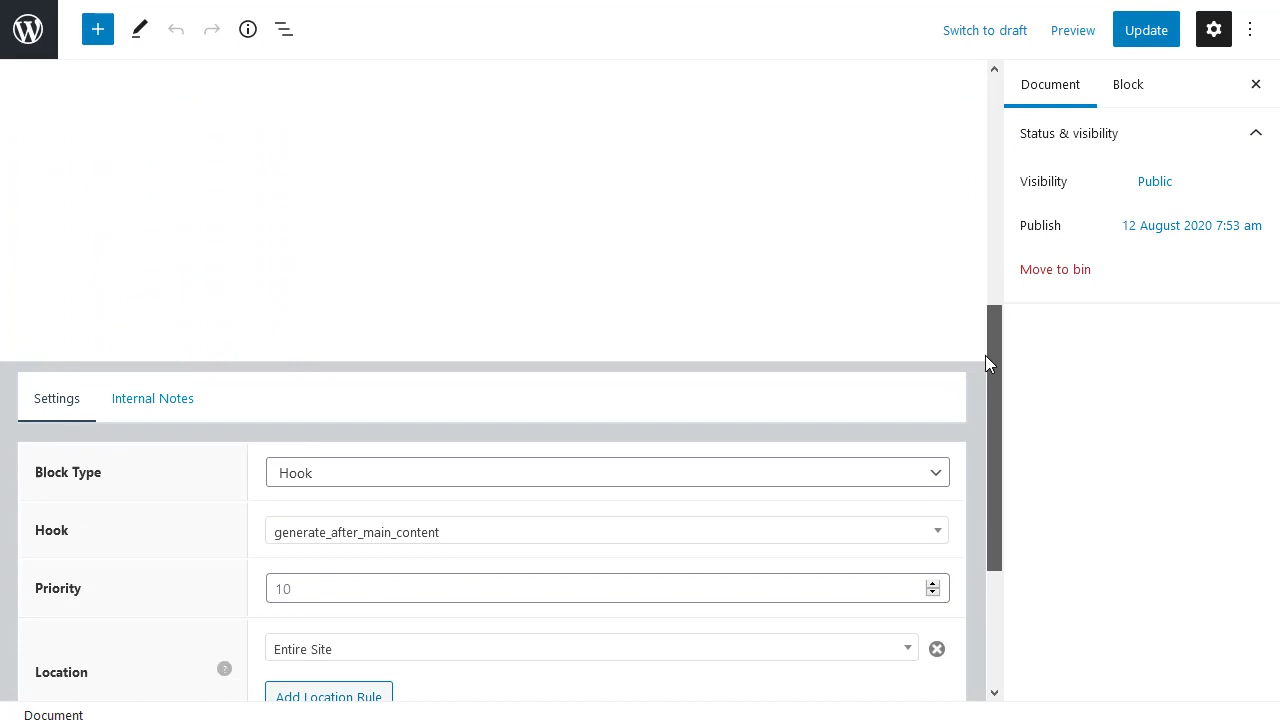 Switch to draft
Preview
Update
Document
Block
Status & visibility
Visibility
Public
Publish
12 August 2020 7:53 am
Move to bin
Settings
Internal Notes
Block Type
Hook
Hook
generate_after_main_content
Priority
10
Location
?
Entire Site
Add Location Rule
Document